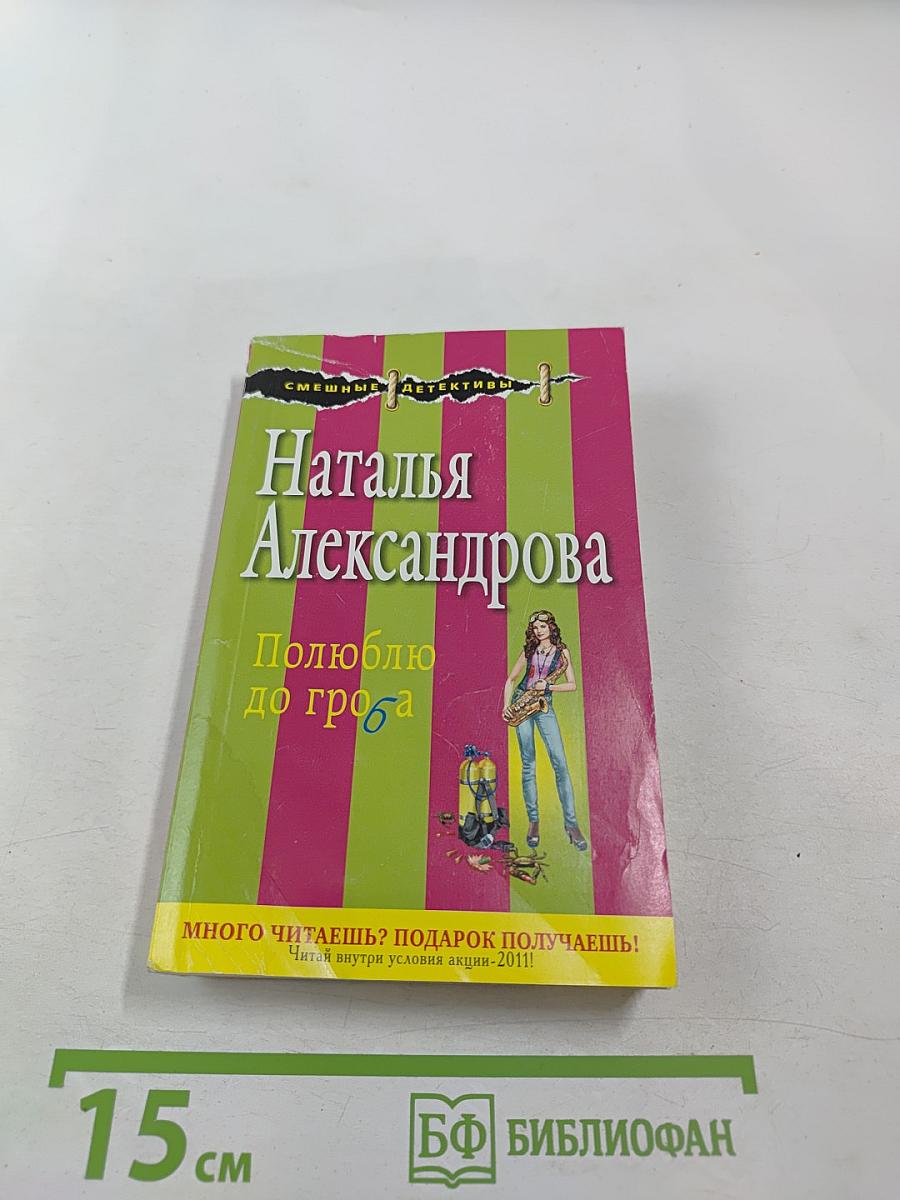 СМЕШНЫЕ ДЕТЕКТИВЫ
Наталья
Александрова
Полюблю
до гроба
МНОГО ЧИТАЕШЬ? ПОДАРОК ПОЛУЧАЕШЬ!
Читай внутри условия акции-2011!
15 см
БФ БИБЛИОФАН